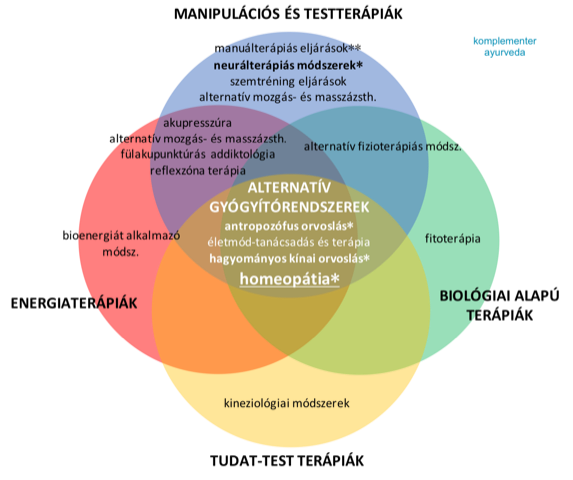 MANIPULÁCIÓS ÉS TESTTERÁPIÁK
komplementer
ayurveda
manuálterápiás eljárások**
neurálterápiás módszerek*
szemtréning eljárások
alternatív mozgás- és masszázsth.
akupresszúra
alternatív mozgás- és masszázsth.
fülakupunktúrás addiktológia
reflexzóna terápia
alternatív fizioterápiás módsz.
ALTERNATÍV
GYÓGYÍTÓRENDSZEREK
antropozófus orvoslás*
életmód-tanácsadás és terápia
hagyományos kínai orvoslás*
homeopátia*
bioenergiát alkalmazó
módsz.
fitoterápia
ENERGIATERÁPIÁK
BIOLÓGIAI ALAPÚ
TERÁPIÁK
kineziológiai módszerek
TUDAT-TEST TERÁPIÁK